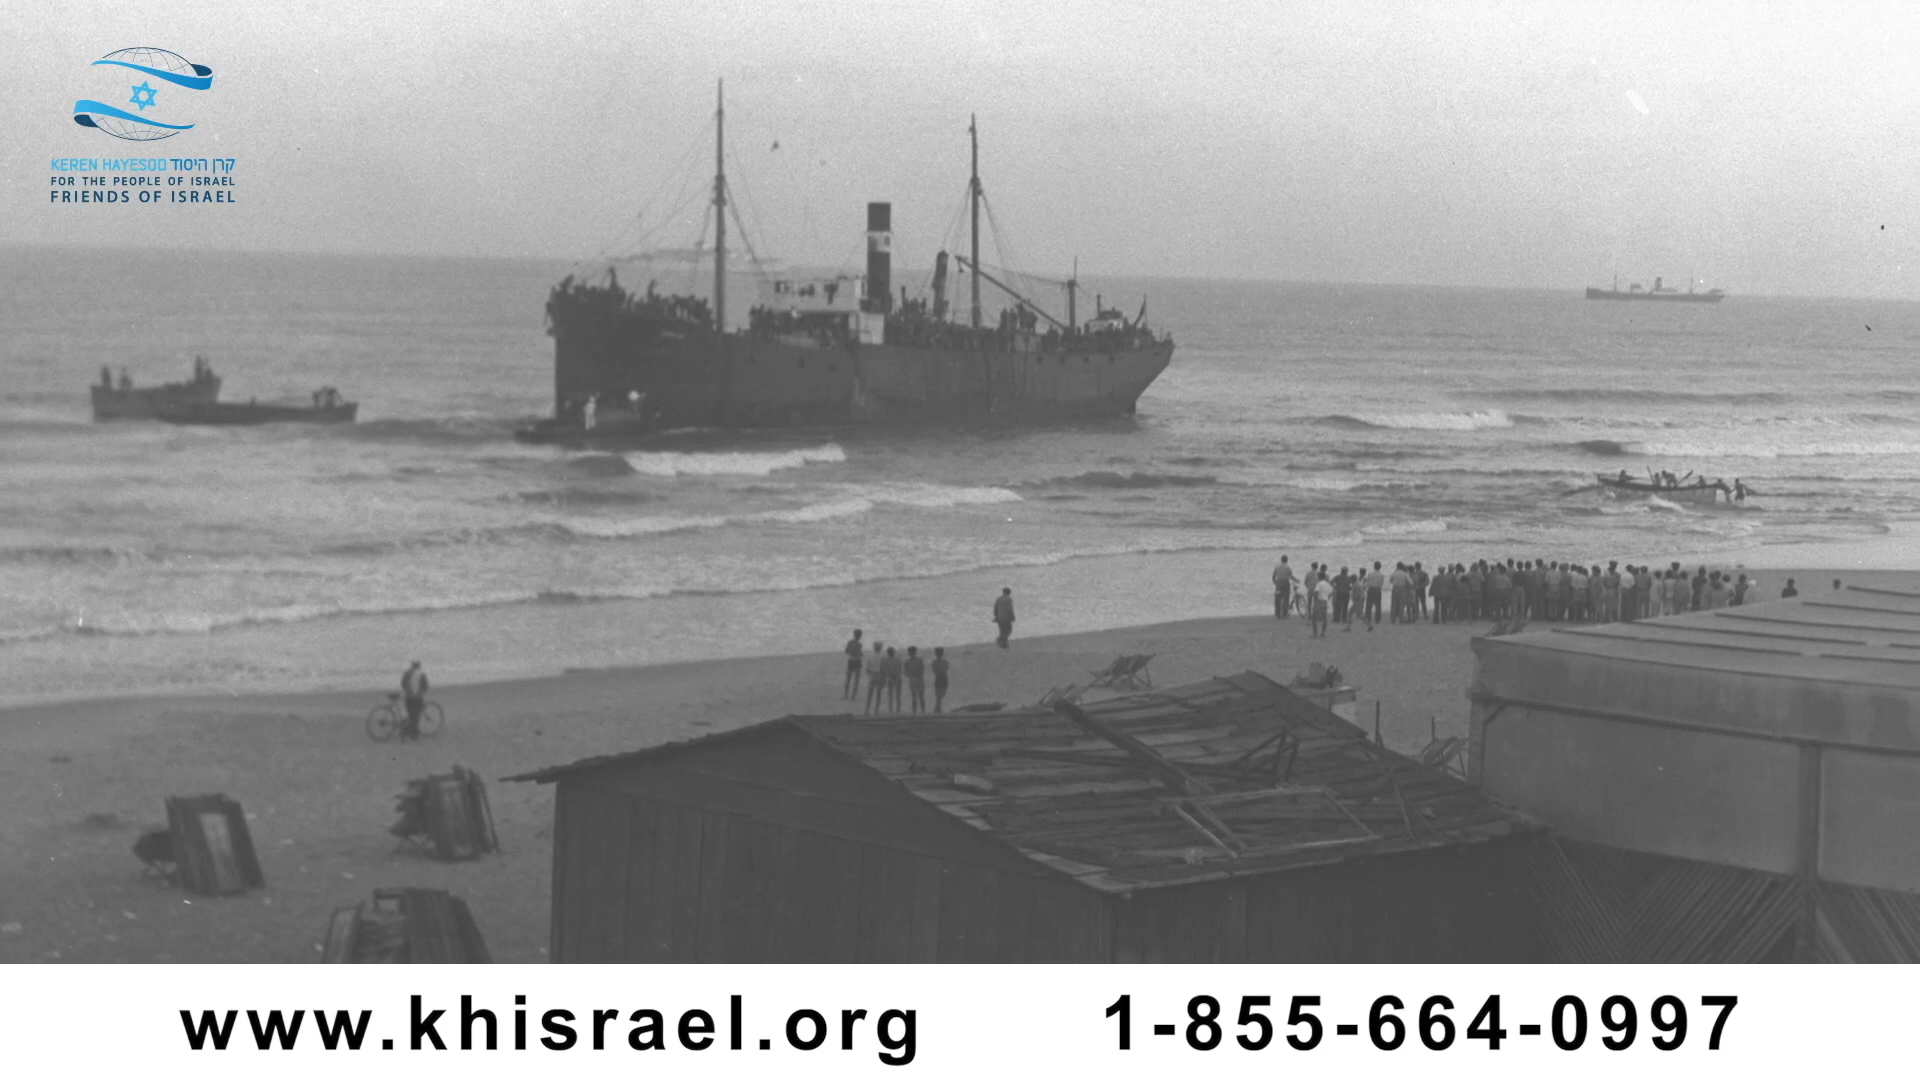 KEREN HAYESOD קרן היסוד
FOR THE PEOPLE OF ISRAEL
FRIENDS OF ISRAEL
www.khisrael.org 1-855-664-0997